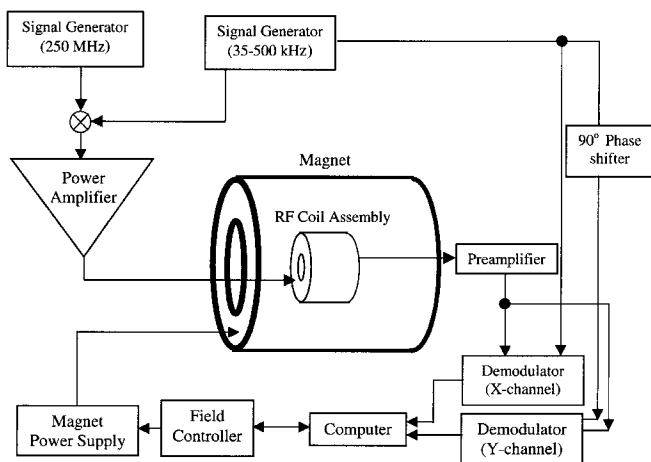 Signal Generator
(250 MHz)
Signal Generator
(35-500 kHz)
90° Phase
shifter
Power
Amplifier
Magnet
RF Coil Assembly
Preamplifier
Demodulator
(X-channel)
Magnet
Power Supply
Field
Controller
Computer
Demodulator
(Y-channel)